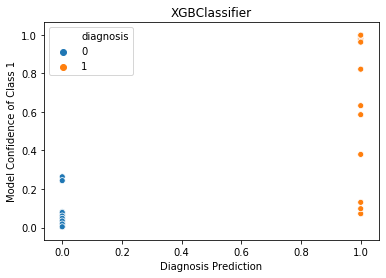 XGBClassifier
diagnosis
0
1
Model Confidence of Class 1
1.0
0.8
0.6
0.4
0.2
0.0
0.0 0.2 0.4 0.6 0.8 1.0
Diagnosis Prediction